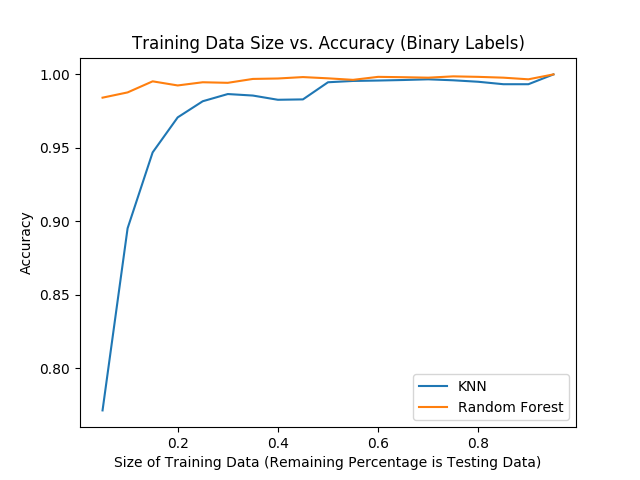 Training Data Size vs. Accuracy (Binary Labels)
1.00
0.95
0.90
0.85
0.80
Accuracy
KNN
Random Forest
0.2 0.4 0.6 0.8
Size of Training Data (Remaining Percentage is Testing Data)